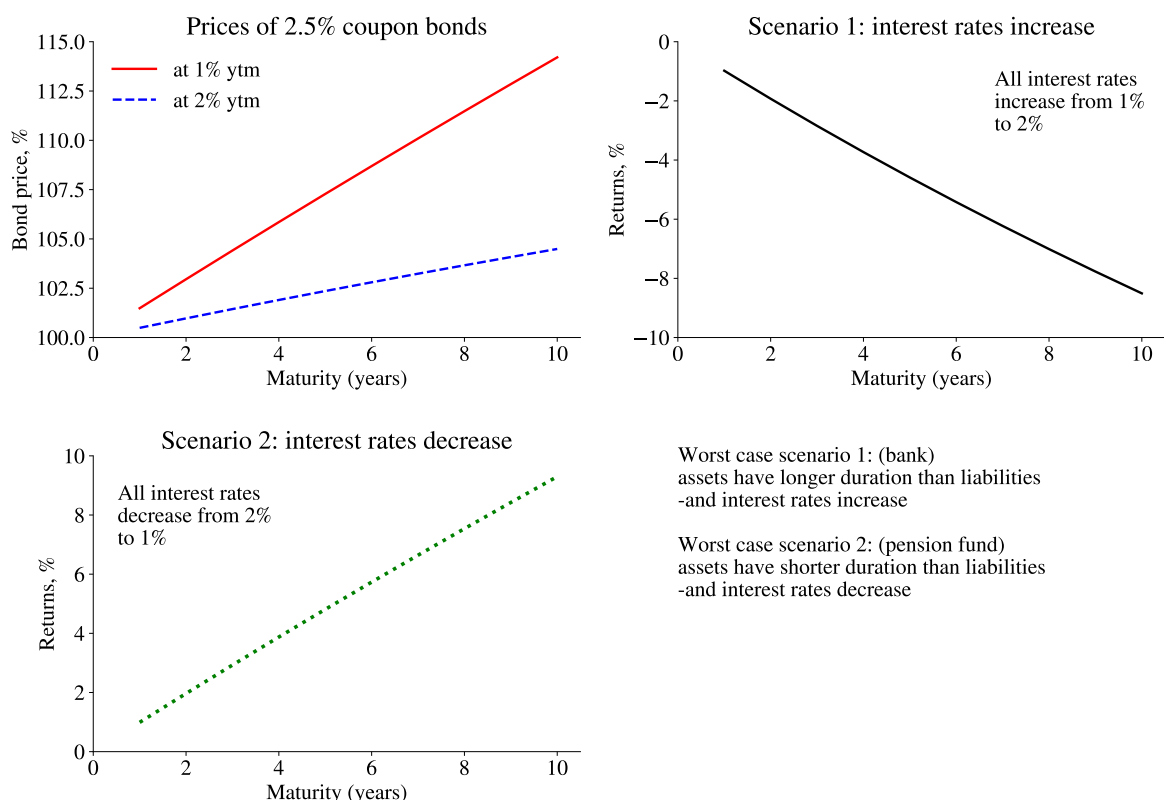 Prices of 2.5% coupon bonds
115.0
112.5
110.0
107.5
105.0
102.5
100.0
Bond price, %
at 1% ytm
at 2% ytm
0 2 4 6 8 10
Maturity (years)
Scenario 1: interest rates increase
0
−2
−4
−6
−8
−10
Returns, %
All interest rates
increase from 1%
to 2%
0 2 4 6 8 10
Maturity (years)
Scenario 2: interest rates decrease
10
8
6
4
2
0
Returns, %
All interest rates
decrease from 2%
to 1%
0 2 4 6 8 10
Maturity (years)
Worst case scenario 1: (bank)
assets have longer duration than liabilities
-and interest rates increase
Worst case scenario 2: (pension fund)
assets have shorter duration than liabilities
-and interest rates decrease